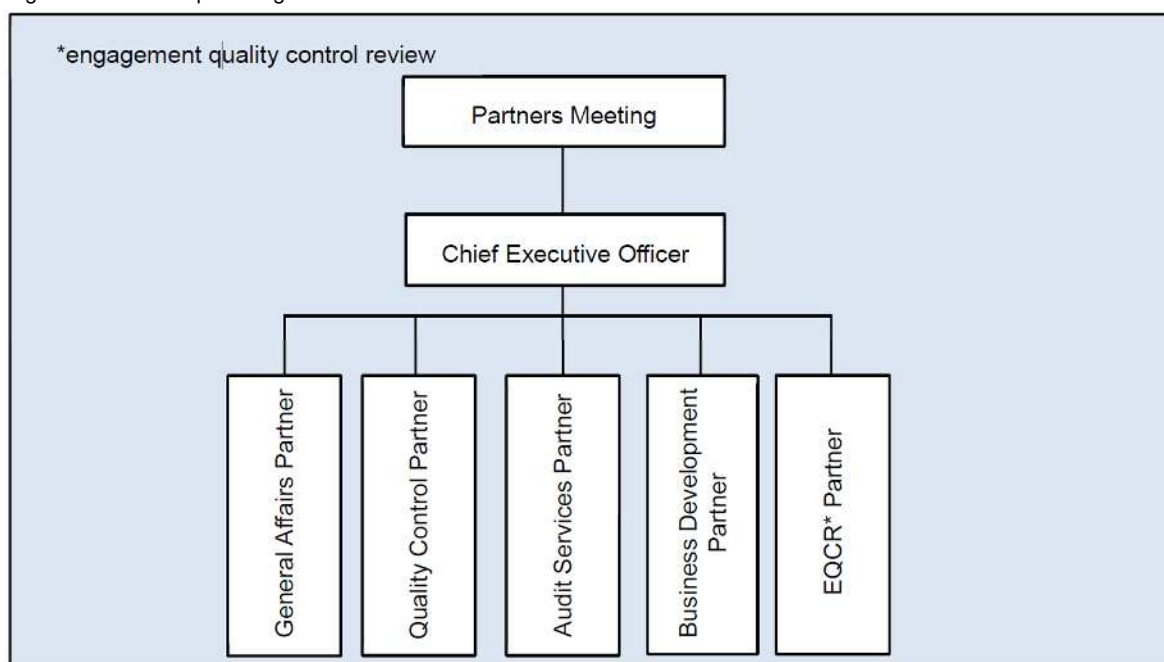 *engagement quality control review
Partners Meeting
Chief Executive Officer
General Affairs Partner
Quality Control Partner
Audit Services Partner
Business Development
Partner
EQCR* Partner